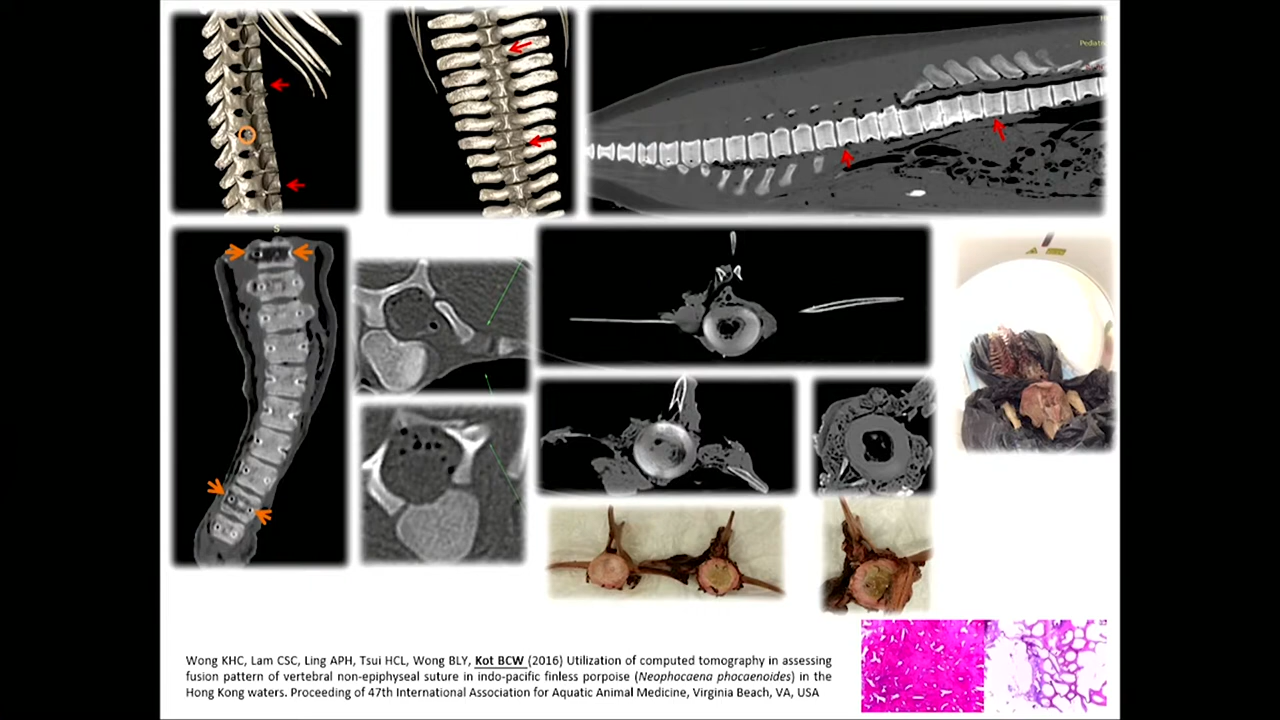 Pediatr
S
Wong KHC, Lam CSC, Ling APH, Tsui HCL, Wong BLY, Kot BCW (2016) Utilization of computed tomography in assessing
fusion pattern of vertebral non-epiphyseal suture in indo-pacific finless porpoise (Neophocaena phocaenoides) in the
Hong Kong waters. Proceeding of 47th International Association for Aquatic Animal Medicine, Virginia Beach, VA, USA